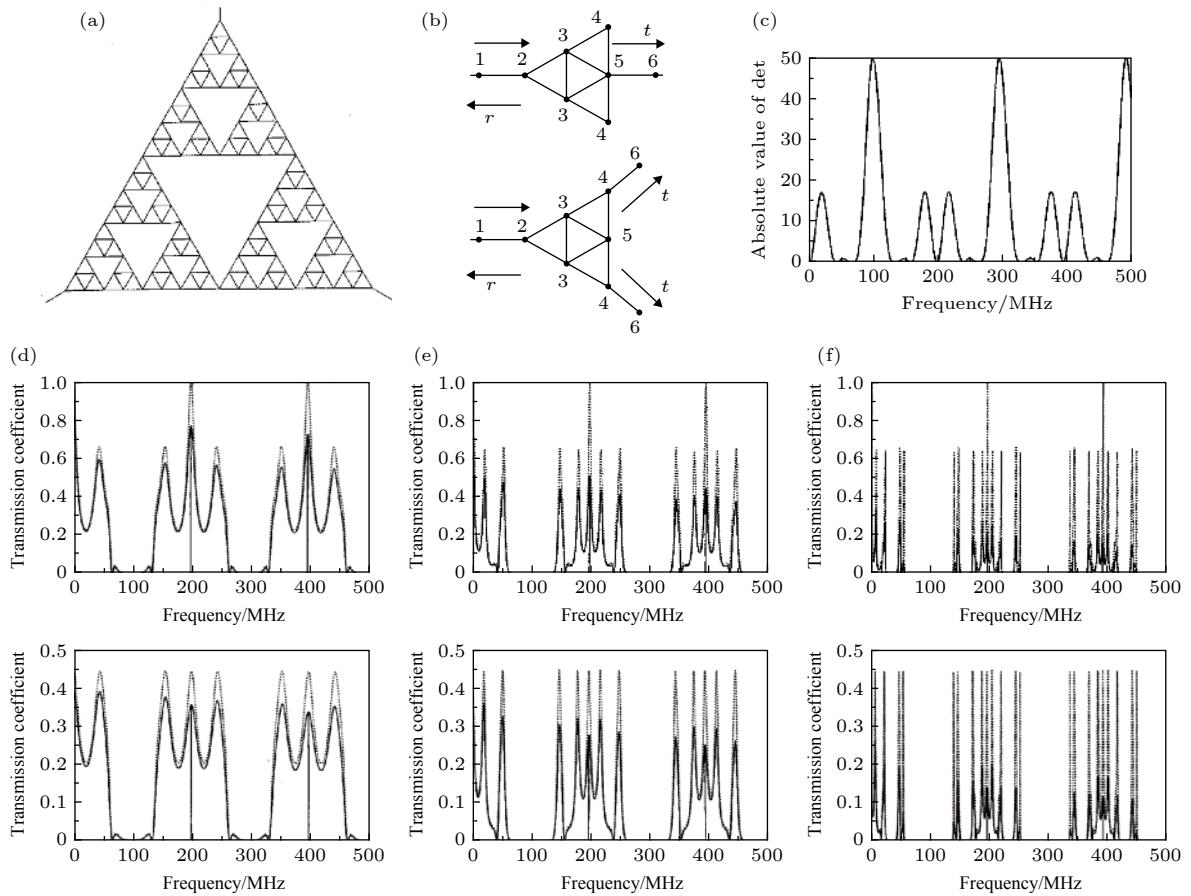 (a)
(b)
1 2 3 3 4 4 5 6
t
r
1 2 3 3 4 4 5 6 6
t
t
r
(c)
Absolute value of det
50
40
30
20
10
0
0 100 200 300 400 500
Frequency/MHz
(d)
Transmission coefficient
1.0
0.8
0.6
0.4
0.2
0
0 100 200 300 400 500
Frequency/MHz
(e)
Transmission coefficient
1.0
0.8
0.6
0.4
0.2
0
0 100 200 300 400 500
Frequency/MHz
(f)
Transmission coefficient
1.0
0.8
0.6
0.4
0.2
0
0 100 200 300 400 500
Frequency/MHz
Transmission coefficient
0.5
0.4
0.3
0.2
0.1
0
0 100 200 300 400 500
Frequency/MHz
Transmission coefficient
0.5
0.4
0.3
0.2
0.1
0
0 100 200 300 400 500
Frequency/MHz
Transmission coefficient
0.5
0.4
0.3
0.2
0.1
0
0 100 200 300 400 500
Frequency/MHz